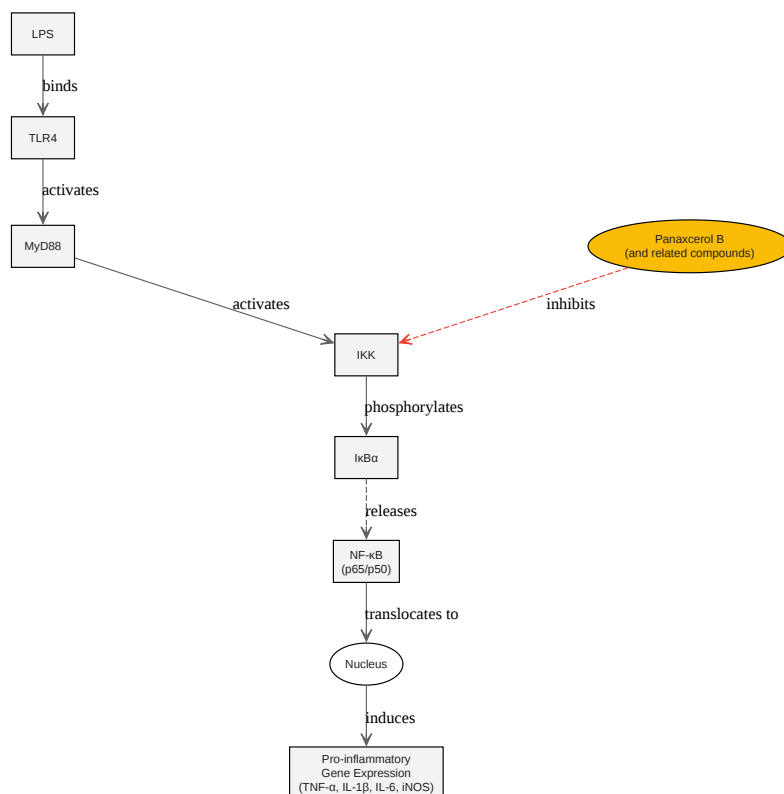 LPS
binds
TLR4
activates
MyD88
Panaxcerol B
(and related compounds)
activates
inhibits
IKK
phosphorylates
IκBα
releases
NF-κB
(p65/p50)
translocates to
Nucleus
induces
Pro-inflammatory
Gene Expression
(TNF-α, IL-1β, IL-6, iNOS)